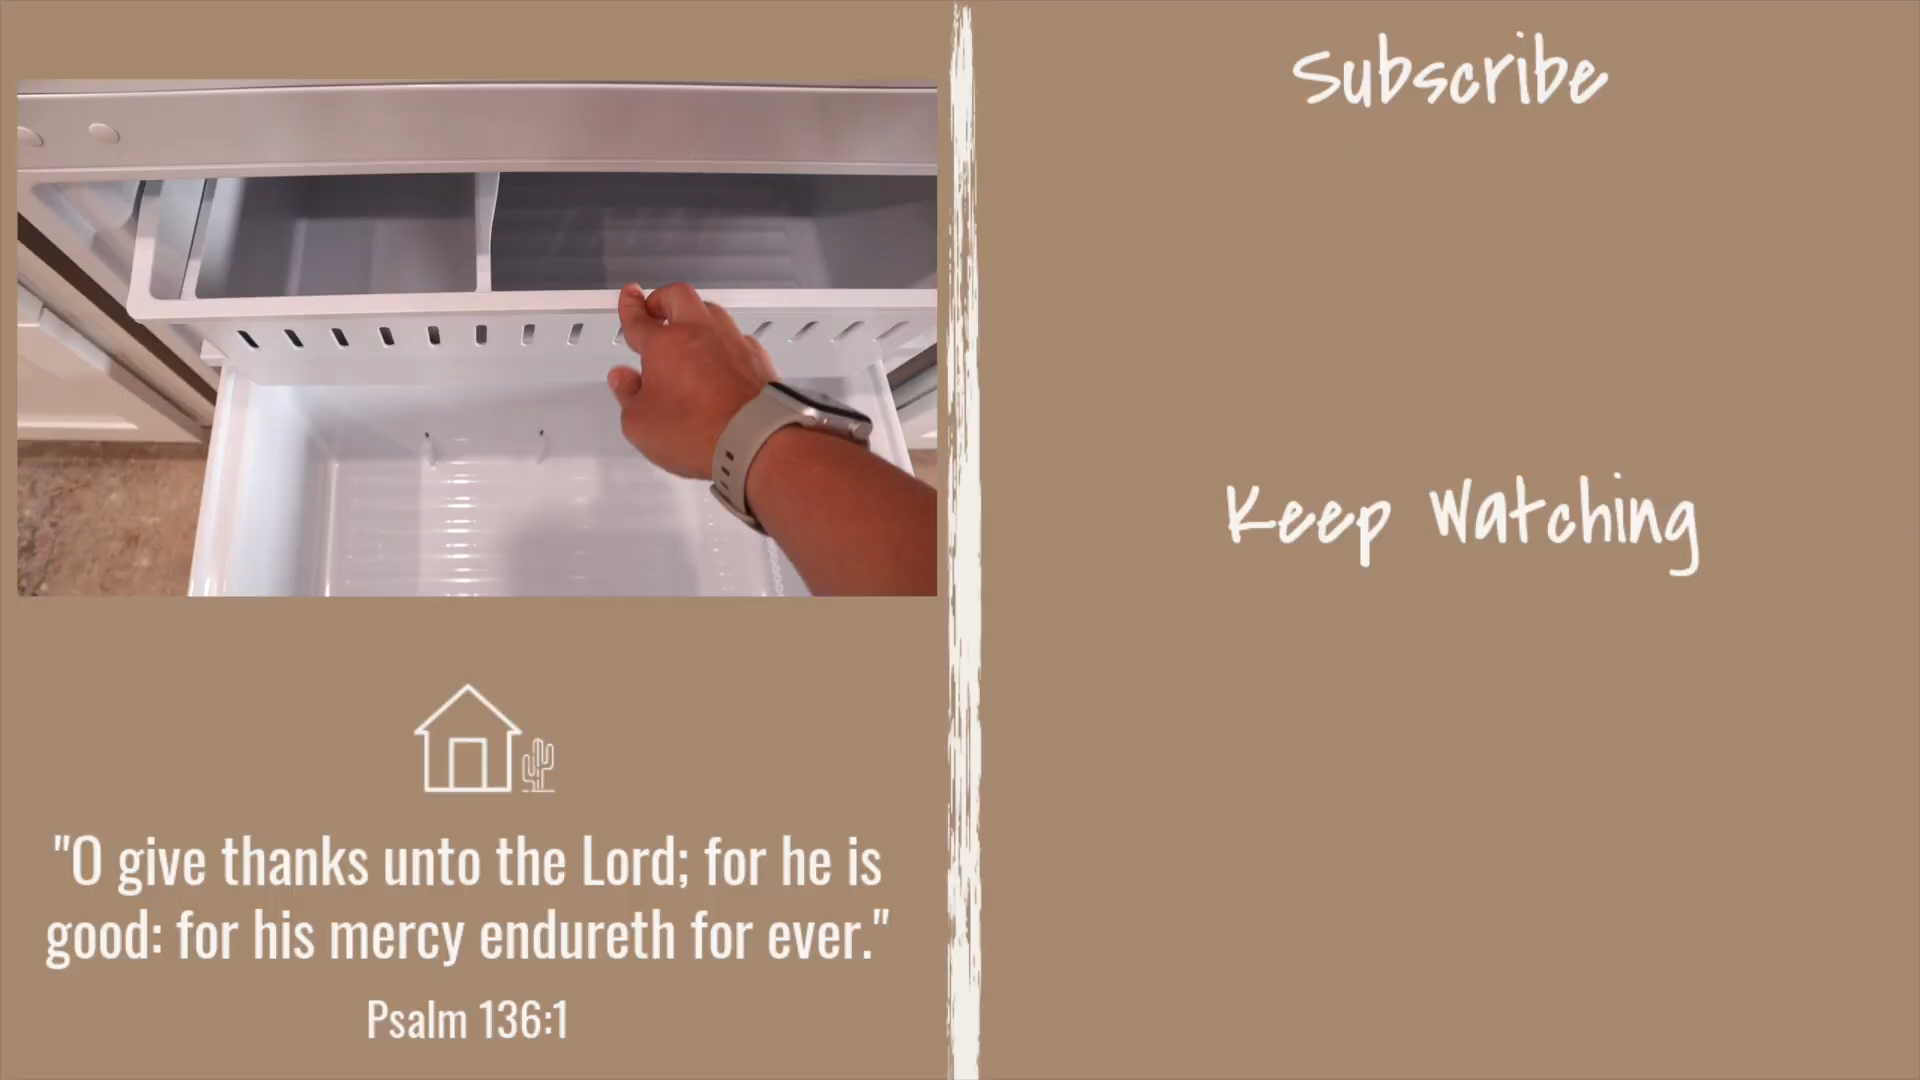 Subscribe
Keep Watching
"O give thanks unto the Lord; for he is
good: for his mercy endureth for ever."
Psalm 136:1